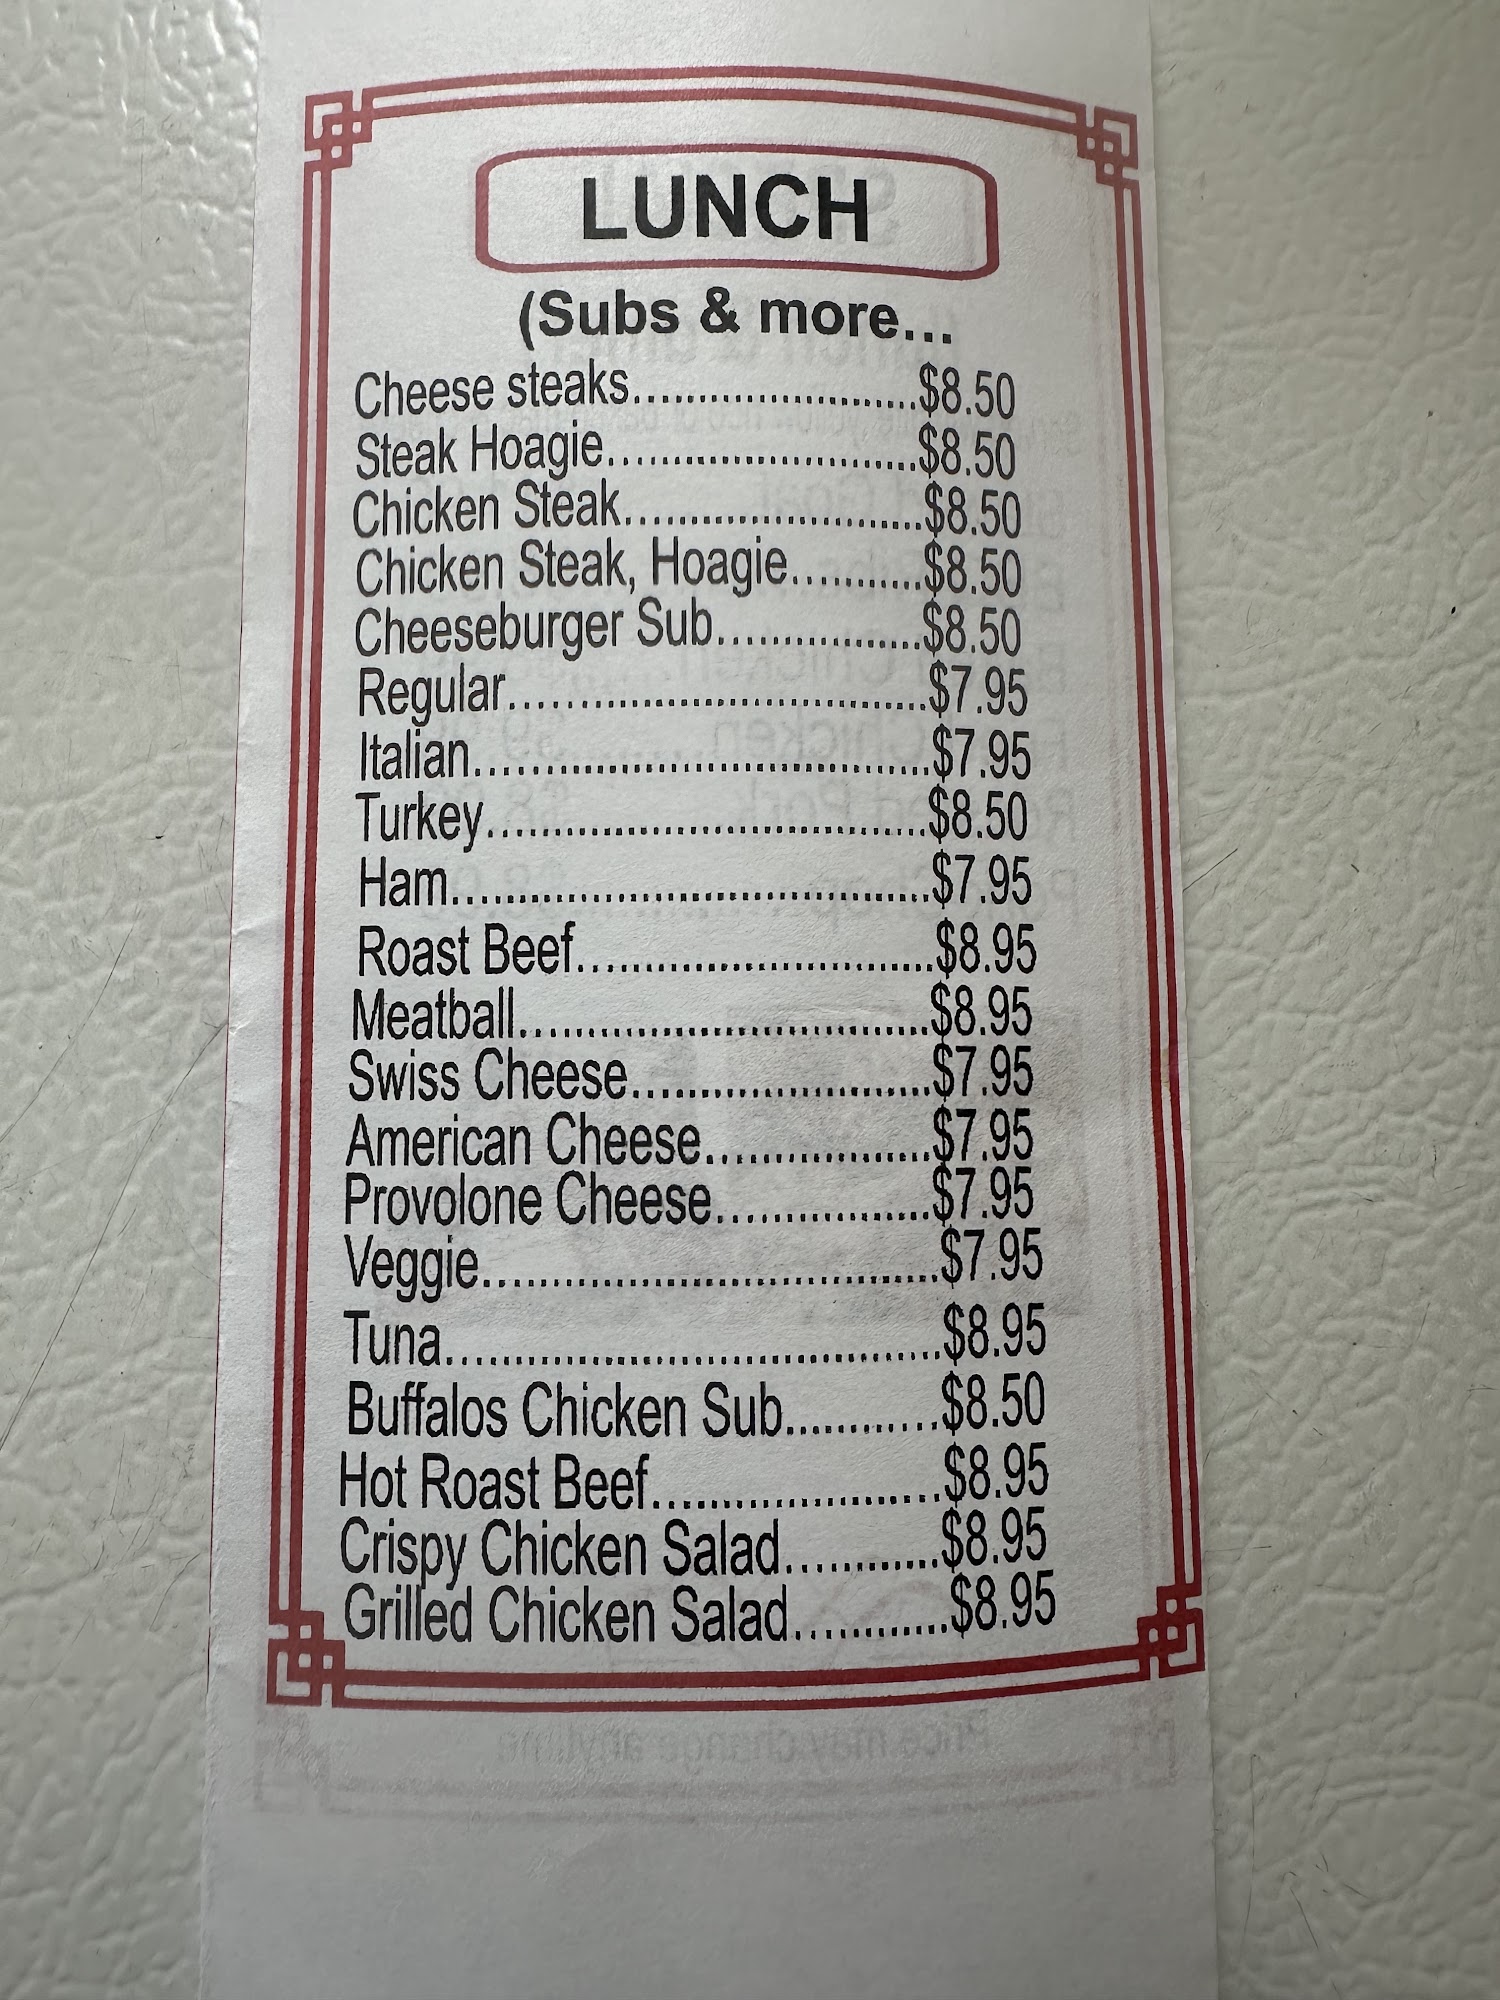 LUNCH
(Subs & more...
Cheese steaks........................$8.50
Steak Hoagie..........................$8.50
Chicken Steak.........................$8.50
Chicken Steak, Hoagie...........$8.50
Cheeseburger Sub.................$8.50
Regular...................................$7.95
Italian......................................$7.95
Turkey.....................................$8.50
Ham........................................$7.95
Roast Beef..............................$8.95
Meatball..................................$8.95
Swiss Cheese.........................$7.95
American Cheese...................$7.95
Provolone Cheese..................$7.95
Veggie.....................................$7.95
Tuna........................................$8.95
Buffalos Chicken Sub............$8.50
Hot Roast Beef.......................$8.95
Crispy Chicken Salad............$8.95
Grilled Chicken Salad............$8.95
Price may change anytime